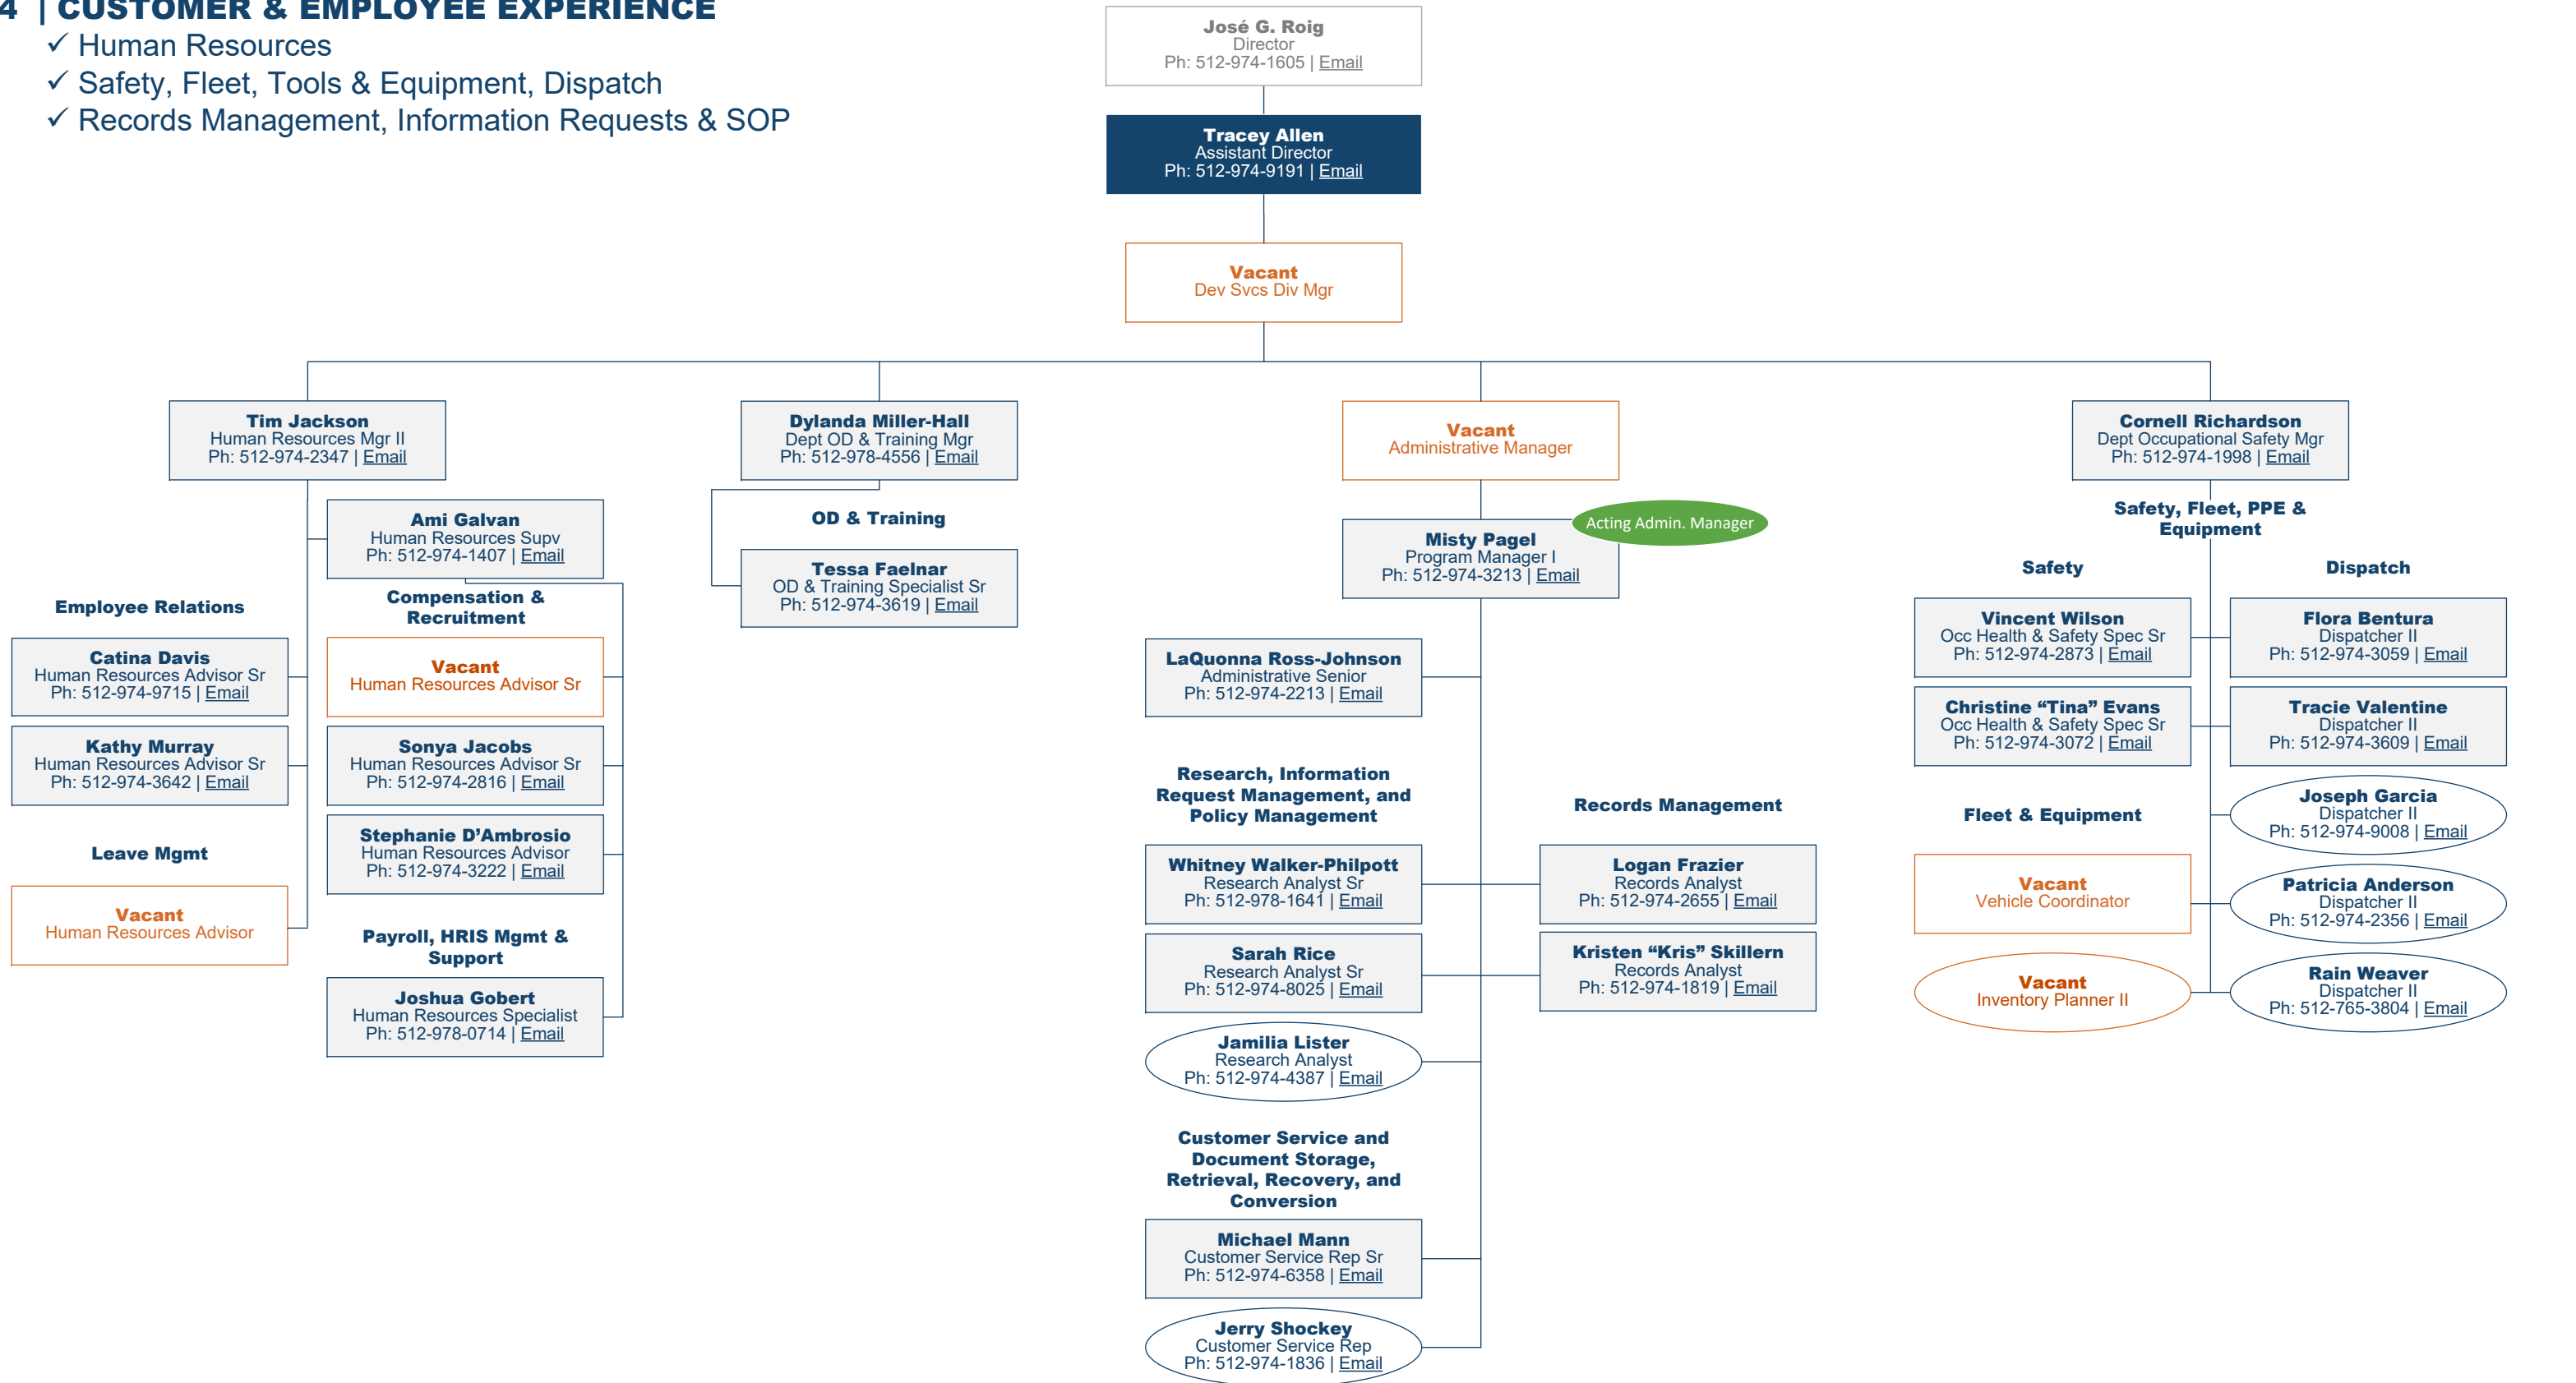 4 | CUSTOMER & EMPLOYEE EXPERIENCE
✓ Human Resources
✓ Safety, Fleet, Tools & Equipment, Dispatch
✓ Records Management, Information Requests & SOP
José G. Roig
Director
Ph: 512-974-1605 | Email
Tracey Allen
Assistant Director
Ph: 512-974-9191 | Email
Vacant
Dev Svcs Div Mgr
Tim Jackson
Human Resources Mgr II
Ph: 512-974-2347 | Email
Ami Galvan
Human Resources Supv
Ph: 512-974-1407 | Email
Employee Relations
Catina Davis
Human Resources Advisor Sr
Ph: 512-974-9715 | Email
Kathy Murray
Human Resources Advisor Sr
Ph: 512-974-3642 | Email
Leave Mgmt
Vacant
Human Resources Advisor
Compensation &
Recruitment
Vacant
Human Resources Advisor Sr
Sonya Jacobs
Human Resources Advisor Sr
Ph: 512-974-2816 | Email
Stephanie D’Ambrosio
Human Resources Advisor
Ph: 512-974-3222 | Email
Payroll, HRIS Mgmt &
Support
Joshua Gobert
Human Resources Specialist
Ph: 512-978-0714 | Email
Dylanda Miller-Hall
Dept OD & Training Mgr
Ph: 512-978-4556 | Email
OD & Training
Tessa Faelnar
OD & Training Specialist Sr
Ph: 512-974-3619 | Email
Vacant
Administrative Manager
Acting Admin. Manager
Misty Pagel
Program Manager I
Ph: 512-974-3213 | Email
LaQuonna Ross-Johnson
Administrative Senior
Ph: 512-974-2213 | Email
Research, Information
Request Management, and
Policy Management
Whitney Walker-Philpott
Research Analyst Sr
Ph: 512-978-1641 | Email
Sarah Rice
Research Analyst Sr
Ph: 512-974-8025 | Email
Jamilia Lister
Research Analyst
Ph: 512-974-4387 | Email
Records Management
Logan Frazier
Records Analyst
Ph: 512-974-2655 | Email
Kristen “Kris” Skillern
Records Analyst
Ph: 512-974-1819 | Email
Customer Service and
Document Storage,
Retrieval, Recovery, and
Conversion
Michael Mann
Customer Service Rep Sr
Ph: 512-974-6358 | Email
Jerry Shockey
Customer Service Rep
Ph: 512-974-1836 | Email
Cornell Richardson
Dept Occupational Safety Mgr
Ph: 512-974-1998 | Email
Safety, Fleet, PPE &
Equipment
Safety
Vincent Wilson
Occ Health & Safety Spec Sr
Ph: 512-974-2873 | Email
Christine “Tina” Evans
Occ Health & Safety Spec Sr
Ph: 512-974-3072 | Email
Fleet & Equipment
Vacant
Vehicle Coordinator
Vacant
Inventory Planner II
Dispatch
Flora Bentura
Dispatcher II
Ph: 512-974-3059 | Email
Tracie Valentine
Dispatcher II
Ph: 512-974-3609 | Email
Joseph Garcia
Dispatcher II
Ph: 512-974-9008 | Email
Patricia Anderson
Dispatcher II
Ph: 512-974-2356 | Email
Rain Weaver
Dispatcher II
Ph: 512-765-3804 | Email